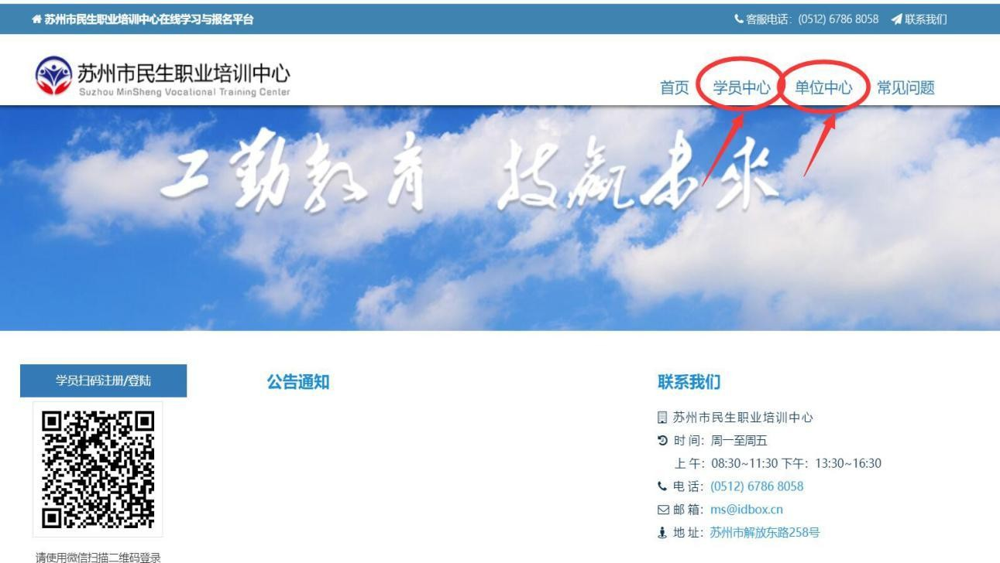 苏州市民生职业培训中心在线学习与报名平台
客服电话：(0512) 6786 8058 联系我们
苏州市民生职业培训中心
Suzhou MinSheng Vocational Training Center
首页 学员中心 单位中心 常见问题
工勤教育 技赢未来
学员扫码注册/登陆
请使用微信扫描二维码登录
公告通知
联系我们
苏州市民生职业培训中心
时 间：周一至周五
上 午：08:30~11:30 下午：13:30~16:30
电 话：(0512) 6786 8058
邮 箱：ms@idbox.cn
地 址：苏州市解放东路258号